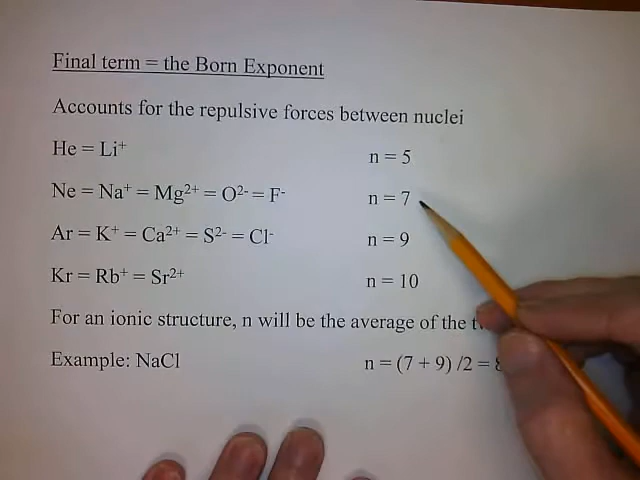 Final term = the Born Exponent
Accounts for the repulsive forces between nuclei
He = Li⁺ n = 5
Ne = Na⁺ = Mg²⁺ = O²⁻ = F⁻ n = 7
Ar = K⁺ = Ca²⁺ = S²⁻ = Cl⁻ n = 9
Kr = Rb⁺ = Sr²⁺ n = 10
For an ionic structure, n will be the average of the
Example: NaCl n = (7 + 9) /2 = 8